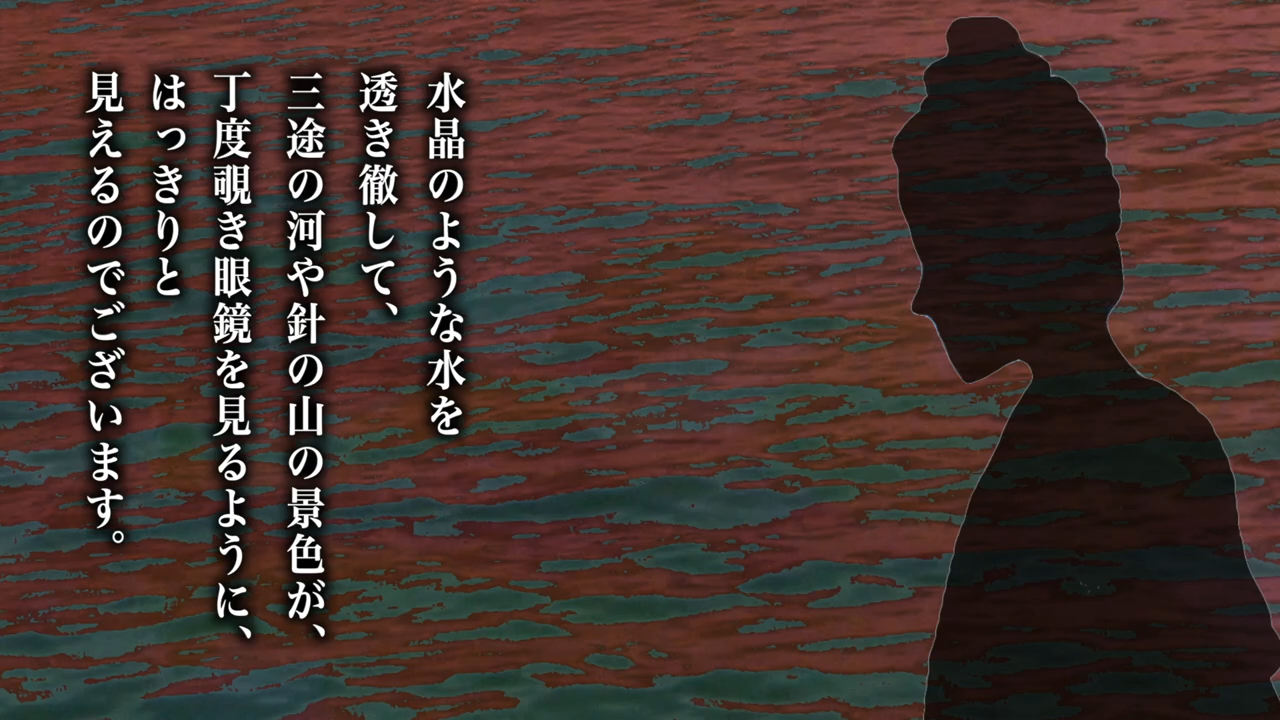 水晶のような水を
透き徹して、
三途の河や針の山の景色が、
丁度覗き眼鏡を見るように、
はっきりと
見えるのでございます。